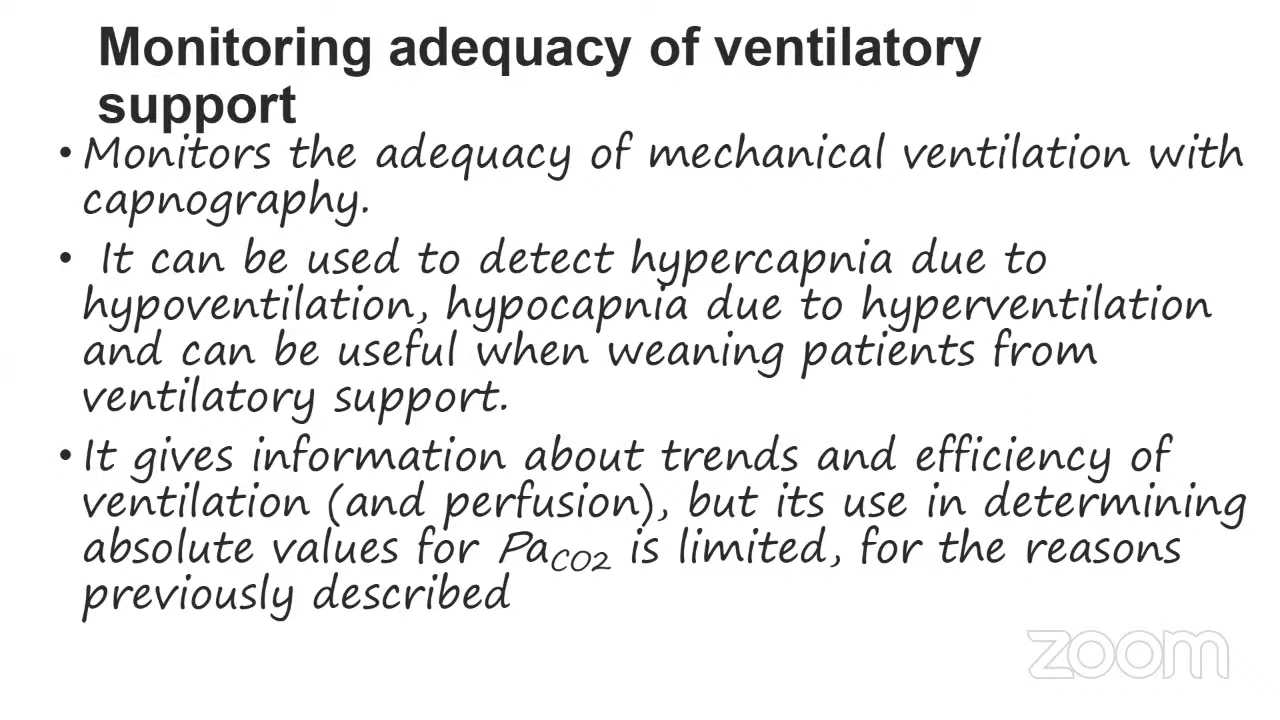 Monitoring adequacy of ventilatory
support
• Monitors the adequacy of mechanical ventilation with
capnography.
• It can be used to detect hypercapnia due to
hypoventilation, hypocapnia due to hyperventilation
and can be useful when weaning patients from
ventilatory support.
• It gives information about trends and efficiency of
ventilation (and perfusion), but its use in determining
absolute values for PaCO2 is limited, for the reasons
previously described
zoom